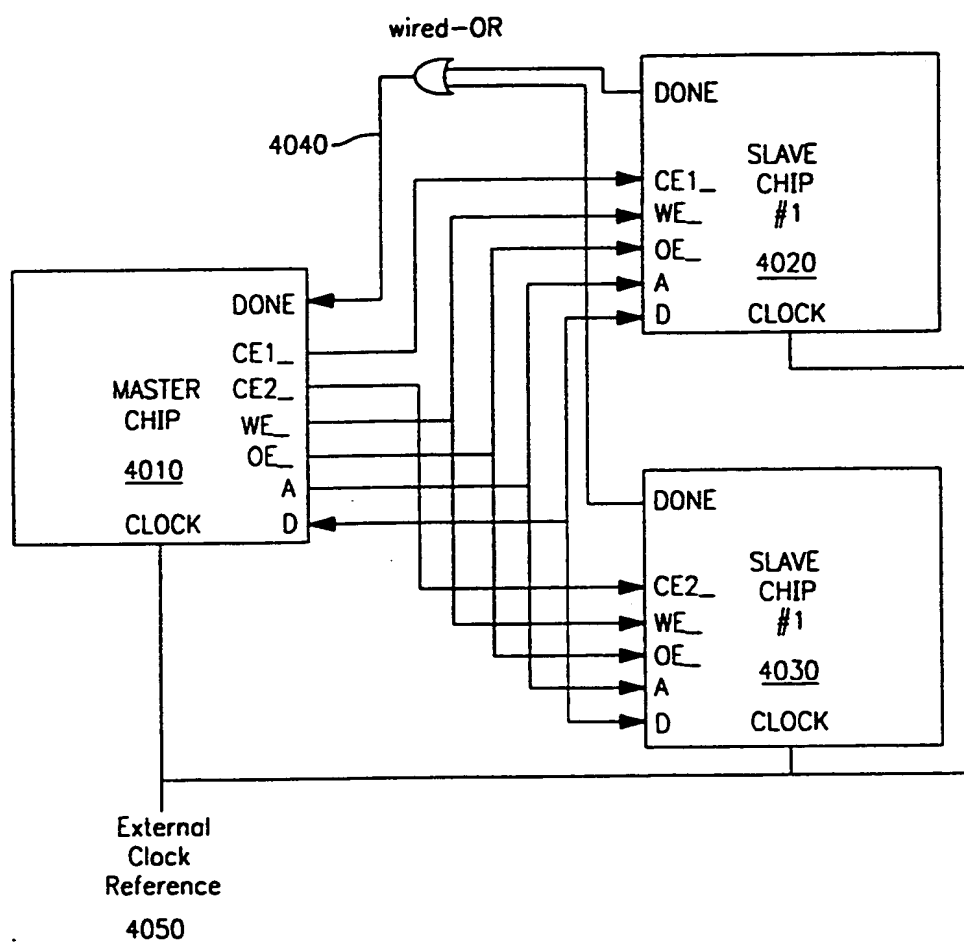 wired-OR
4040
DONE
SLAVE
CHIP
#1
4020
CE1_
WE_
OE_
A
D
CLOCK
DONE
CE1_
CE2_
WE_
OE_
A
D
MASTER
CHIP
4010
CLOCK
DONE
SLAVE
CHIP
#1
4030
CE2_
WE_
OE_
A
D
CLOCK
External
Clock
Reference
4050